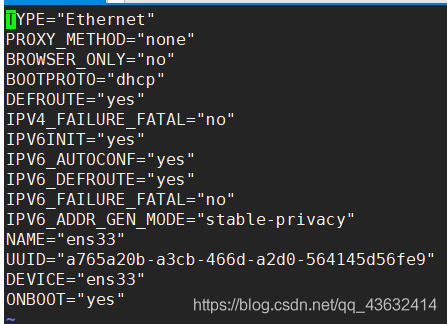 TYPE="Ethernet"
PROXY_METHOD="none"
BROWSER_ONLY="no"
BOOTPROTO="dhcp"
DEFROUTE="yes"
IPV4_FAILURE_FATAL="no"
IPV6INIT="yes"
IPV6_AUTOCONF="yes"
IPV6_DEFROUTE="yes"
IPV6_FAILURE_FATAL="no"
IPV6_ADDR_GEN_MODE="stable-privacy"
NAME="ens33"
UUID="a765a20b-a3cb-466d-a2d0-564145d56fe9"
DEVICE="ens33"
ONBOOT="yes"
https://blog.csdn.net/qq_43632414
~